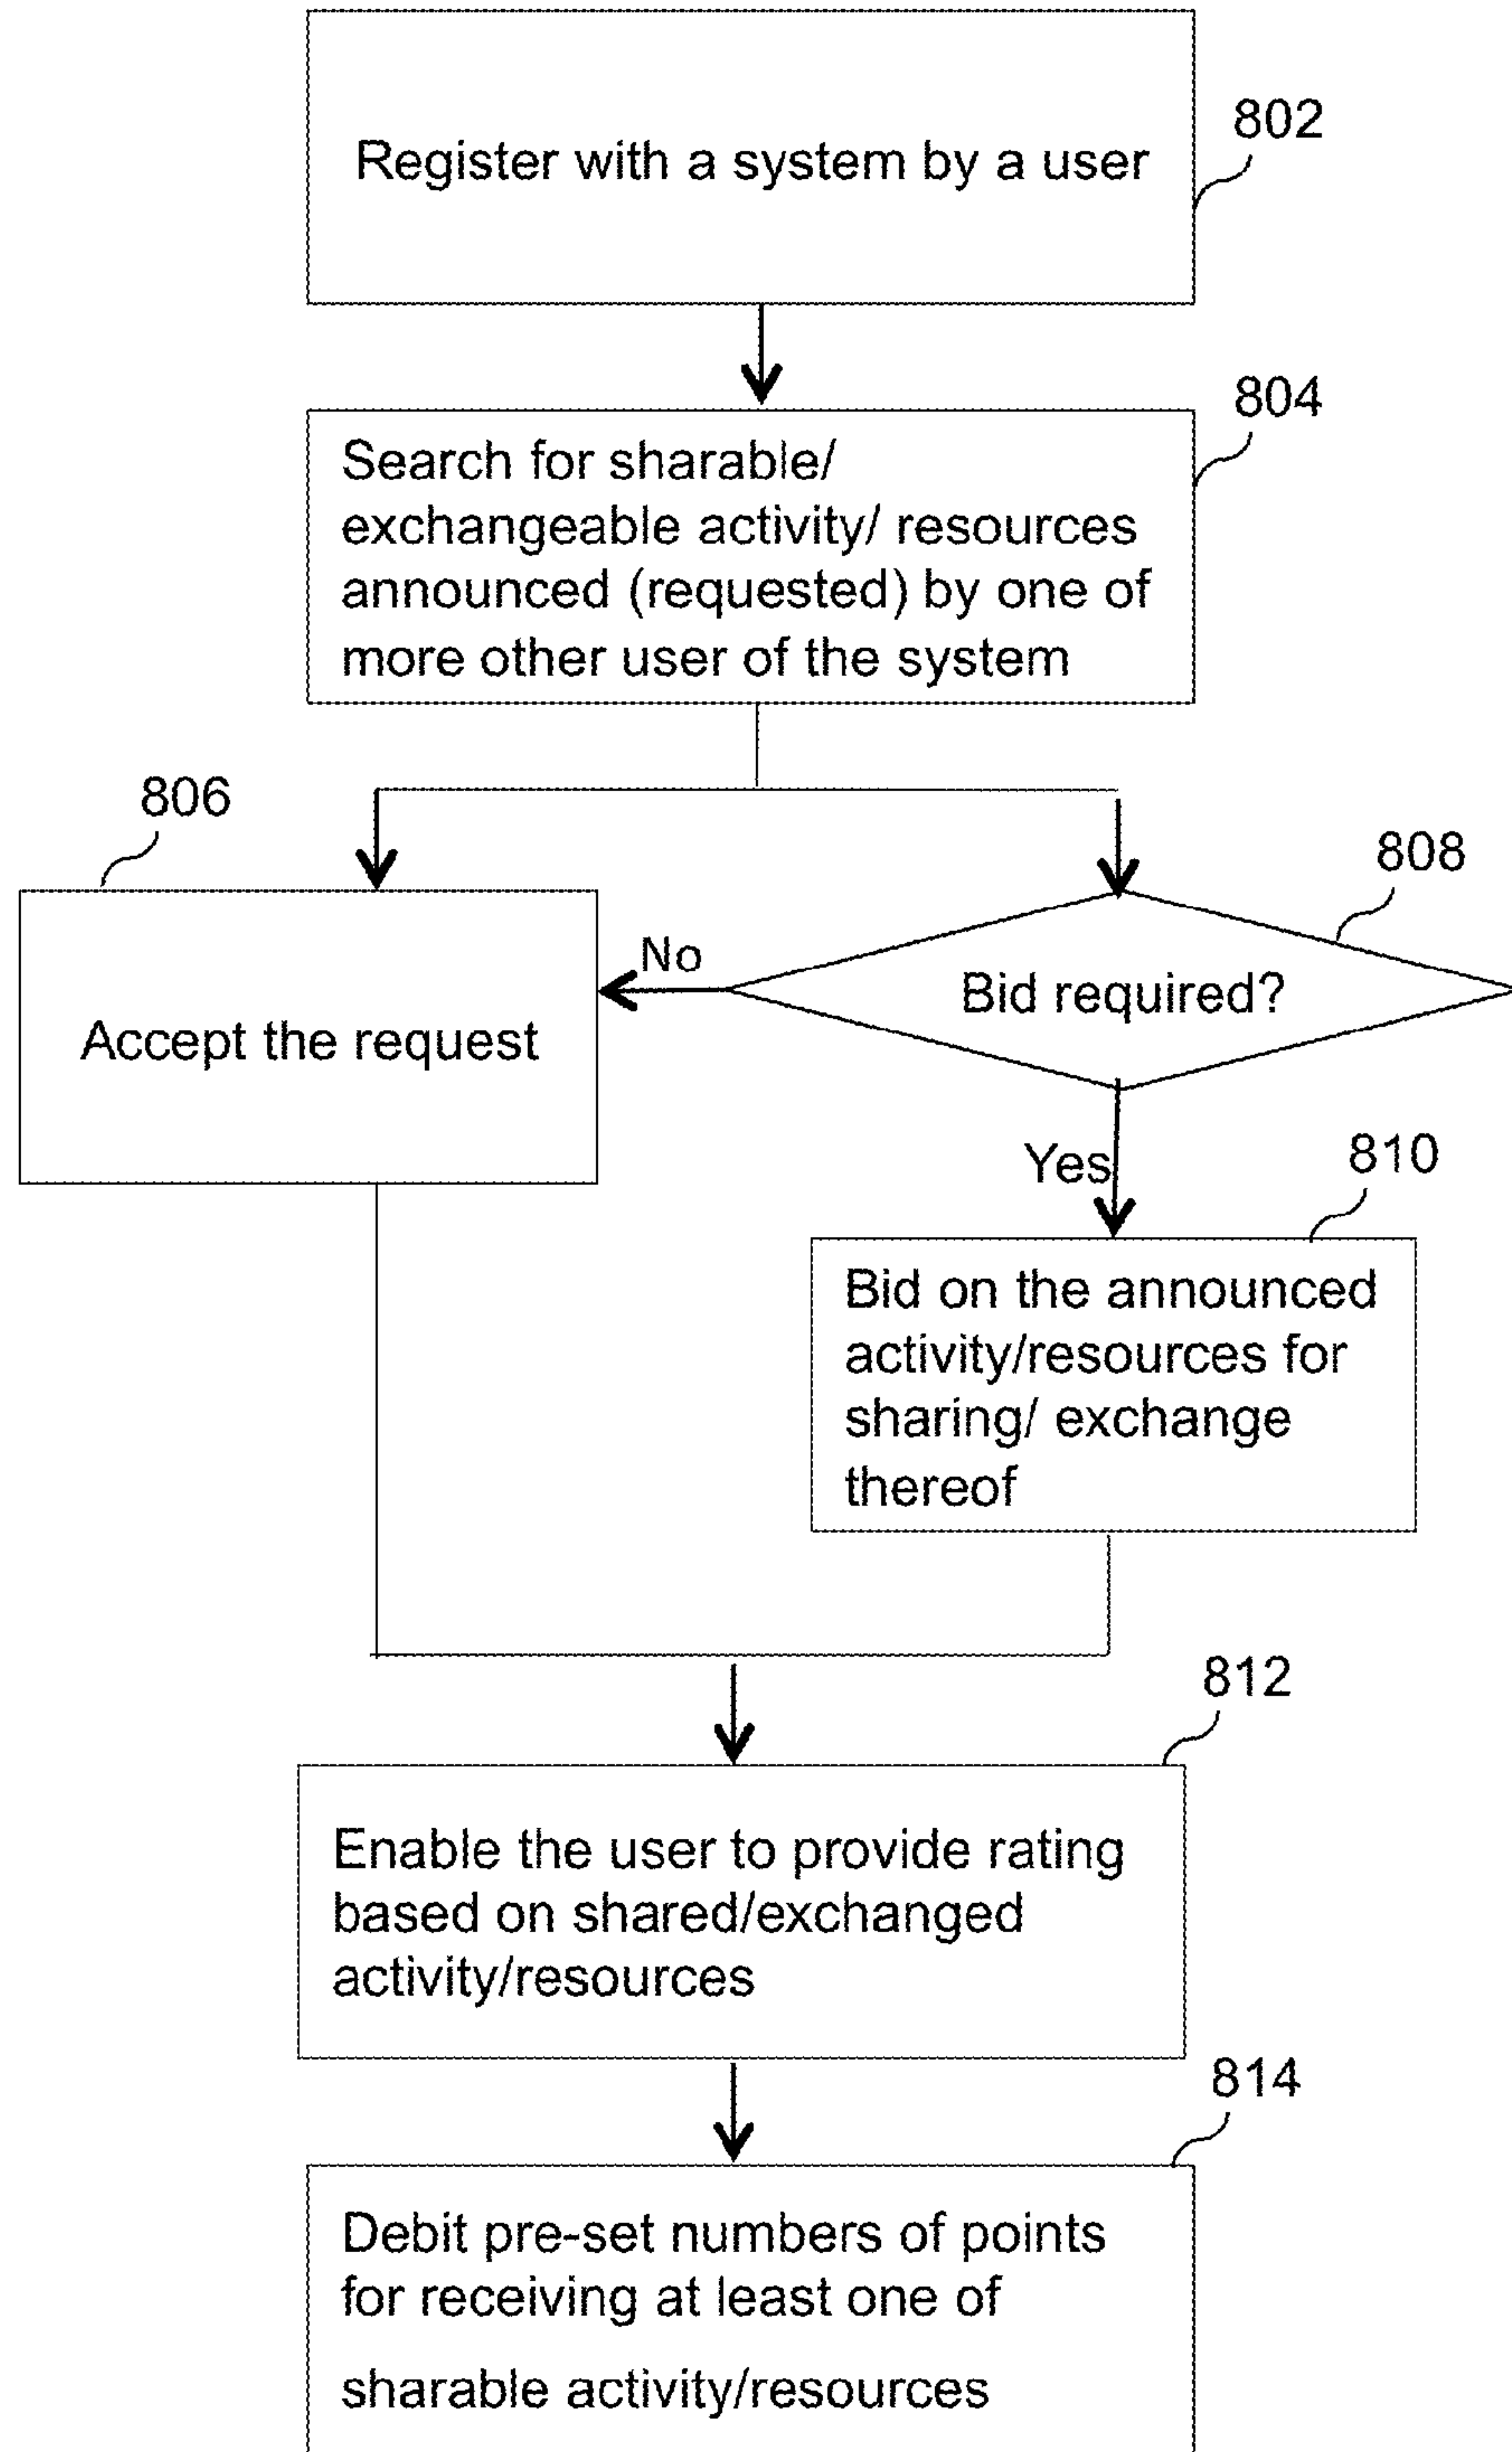 802
Register with a system by a user
804
Search for sharable/
exchangeable activity/ resources
announced (requested) by one of
more other user of the system
806
808
No
Bid required?
Accept the request
Yes
810
Bid on the announced
activity/resources for
sharing/ exchange
thereof
812
Enable the user to provide rating
based on shared/exchanged
activity/resources
814
Debit pre-set numbers of points
for receiving at least one of
sharable activity/resources